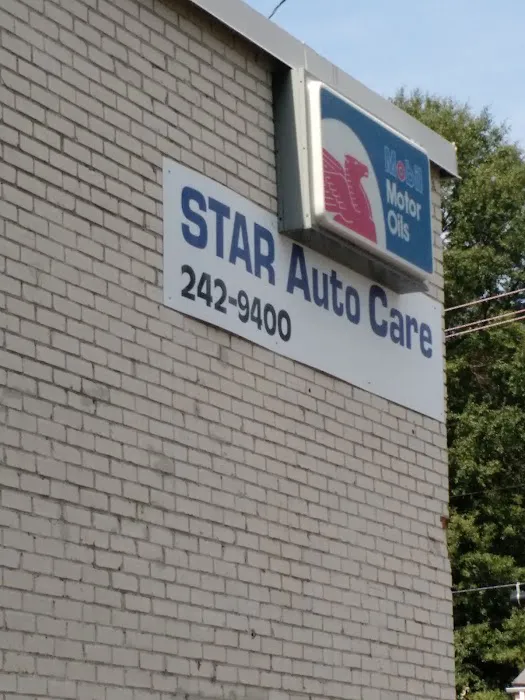 Mobil
Motor
Oils
STAR Auto Care
242-9400